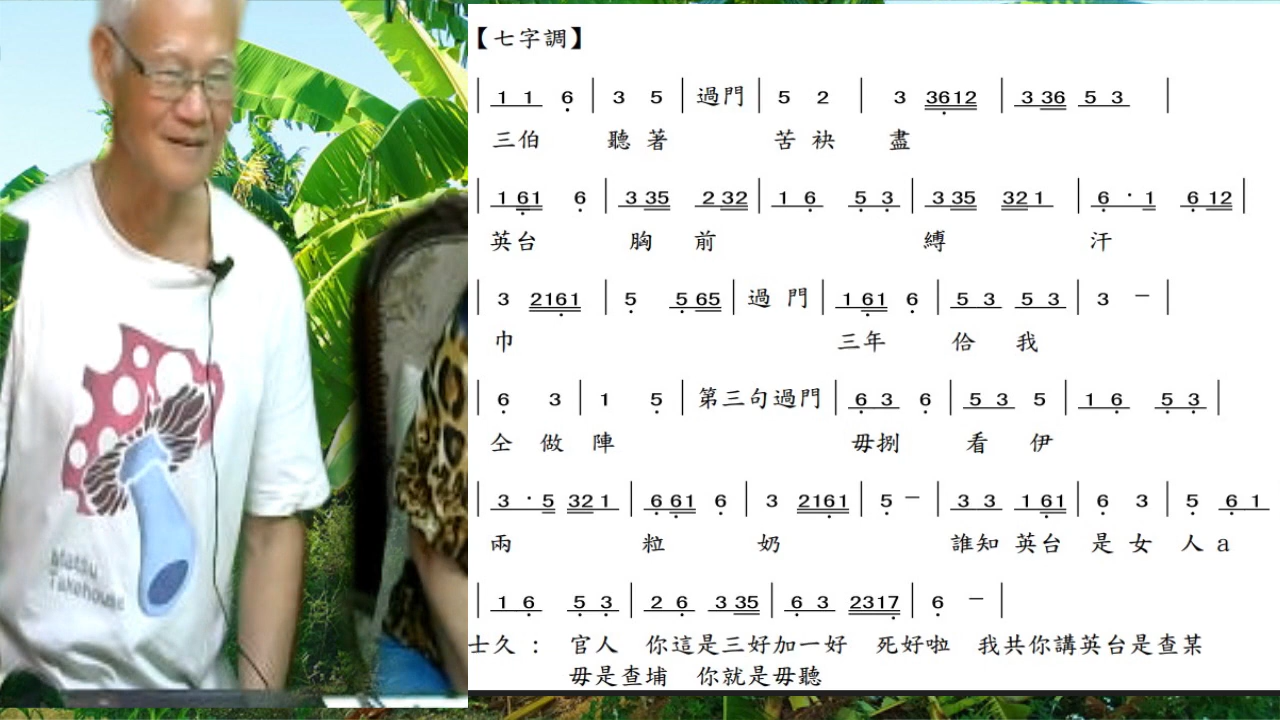 【七字調】
| 1 1 6 | 3 5 | 過門 | 5 2 | 3 3612 | 3 36 5 3 |
三伯 聽著 苦袂 盡
| 1 61 6 | 3 35 2 32 | 1 6 5 3 | 3 35 32 1 | 6 · 1 6 12 |
英台 胸 前 縛 汗
| 3 2161 | 5 5 65 | 過門 | 1 61 6 | 5 3 5 3 | 3 － |
巾 三年 佮 我
| 6 3 | 1 5 | 第三句過門 | 6 3 6 | 5 3 5 | 1 6 5 3 |
仝 做 陣 毋捌 看 伊
| 3 · 5 32 1 | 6 61 6 | 3 2161 | 5 － | 3 3 1 61 | 6 3 | 5 6 1
兩 粒 奶 誰知 英台 是 女 人 a
| 1 6 5 3 | 2 6 3 35 | 6 3 2317 | 6 － |
士久： 官人 你這是三好加一好 死好啦 我共你講英台是查某
毋是查埔 你就是毋聽
Matsu
Takehouse